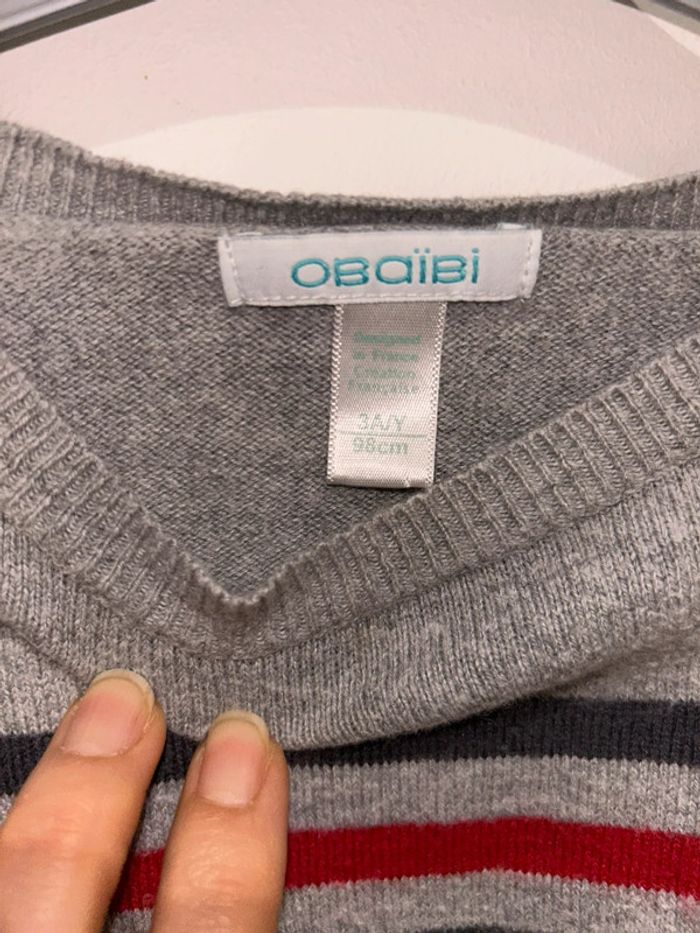 OBaïBi
Designed
in France
Création
Française
3A/Y
98cm